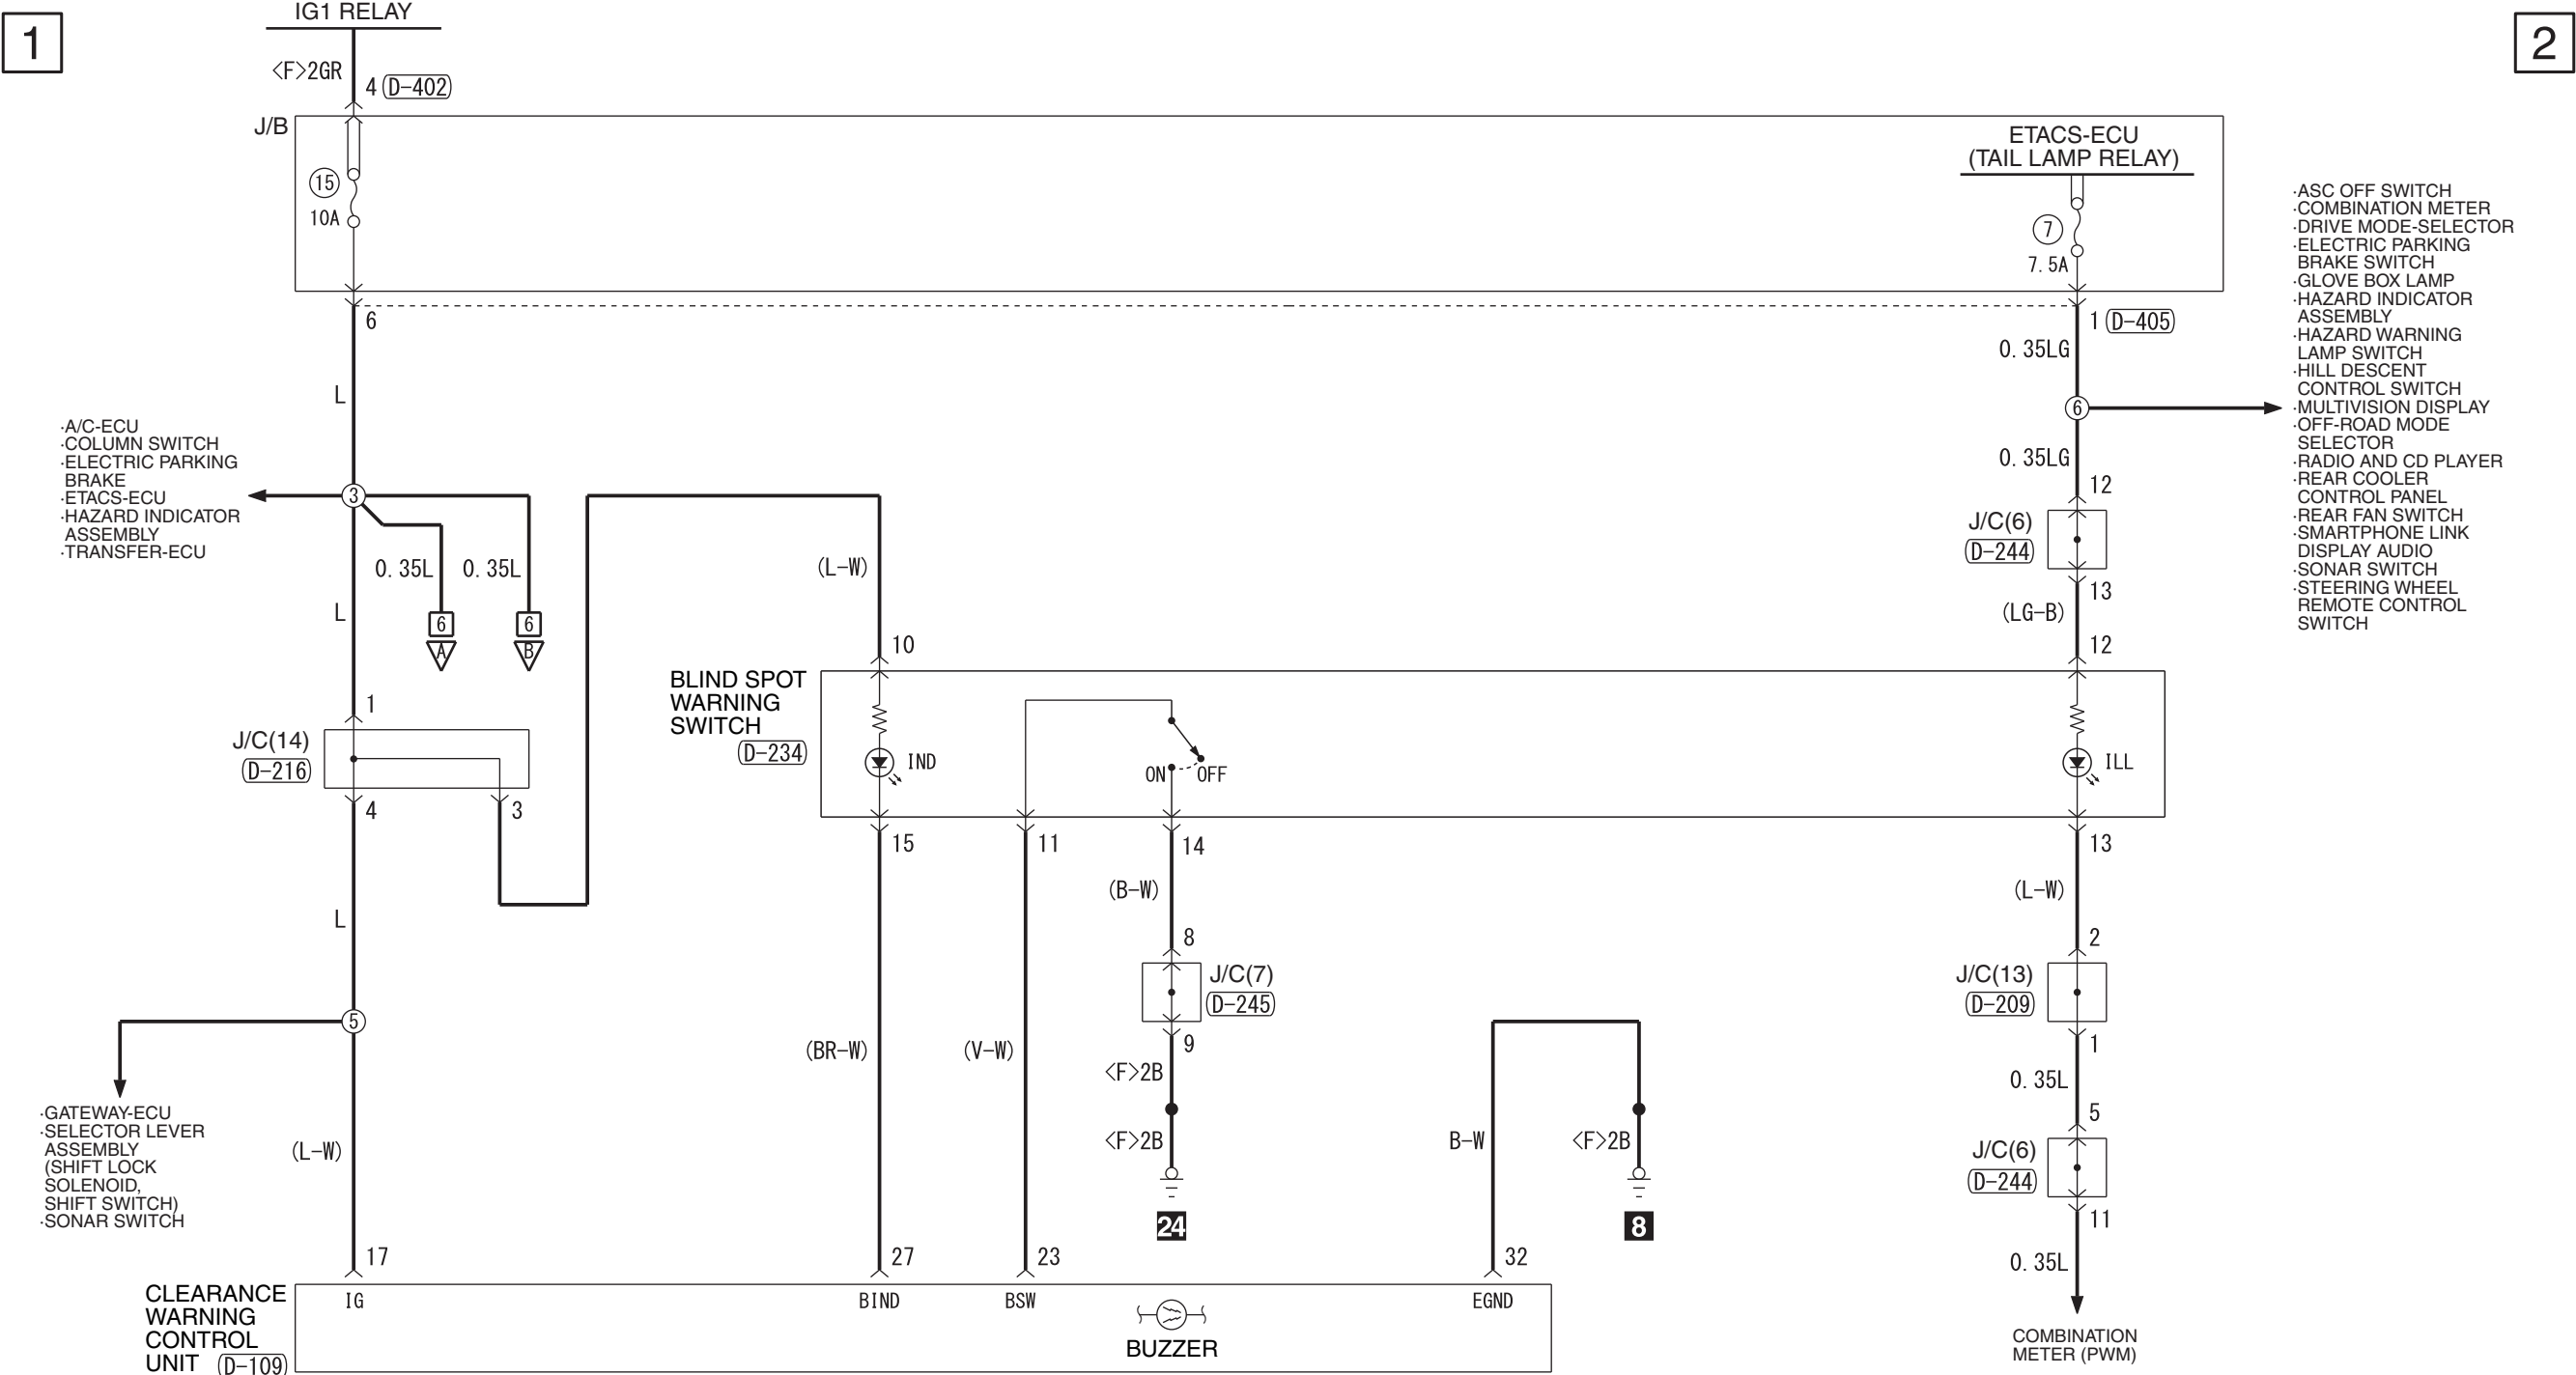 1
IG1 RELAY
2
<F>2GR
4 (D-402)
J/B
15
10A
ETACS-ECU
(TAIL LAMP RELAY)
7
7.5A
6
1 (D-405)
0.35LG
6
0.35LG
·ASC OFF SWITCH
·COMBINATION METER
·DRIVE MODE-SELECTOR
·ELECTRIC PARKING
BRAKE SWITCH
·GLOVE BOX LAMP
·HAZARD INDICATOR
ASSEMBLY
·HAZARD WARNING
LAMP SWITCH
·HILL DESCENT
CONTROL SWITCH
·MULTIVISION DISPLAY
·OFF-ROAD MODE
SELECTOR
·RADIO AND CD PLAYER
·REAR COOLER
CONTROL PANEL
·REAR FAN SWITCH
·SMARTPHONE LINK
DISPLAY AUDIO
·SONAR SWITCH
·STEERING WHEEL
REMOTE CONTROL
SWITCH
L
·A/C-ECU
·COLUMN SWITCH
·ELECTRIC PARKING
BRAKE
·ETACS-ECU
·HAZARD INDICATOR
ASSEMBLY
·TRANSFER-ECU
3
0.35L
0.35L
L
6
A
6
B
(L-W)
12
J/C(6)
(D-244)
13
(LG-B)
10
12
BLIND SPOT
WARNING
SWITCH
(D-234)
IND
ON
OFF
ILL
1
J/C(14)
(D-216)
4
3
15
11
14
13
L
(B-W)
(L-W)
8
J/C(7)
(D-245)
9
2
J/C(13)
(D-209)
1
5
(BR-W)
(V-W)
<F>2B
<F>2B
24
B-W
<F>2B
8
0.35L
5
J/C(6)
(D-244)
11
0.35L
COMBINATION
METER (PWM)
·GATEWAY-ECU
·SELECTOR LEVER
ASSEMBLY
(SHIFT LOCK
SOLENOID,
SHIFT SWITCH)
·SONAR SWITCH
(L-W)
17
27
23
32
CLEARANCE
WARNING
CONTROL
UNIT (D-109)
IG
BIND
BSW
EGND
BUZZER